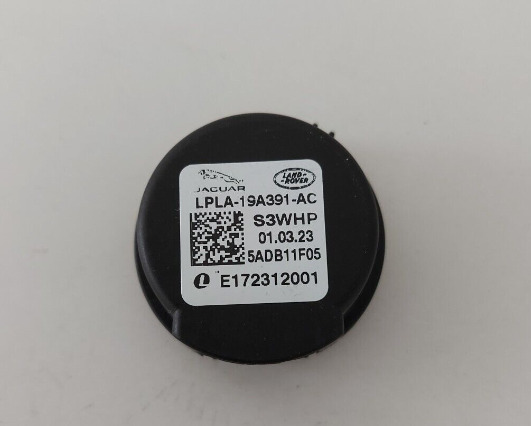 JAGUAR
LAND-
ROVER
LPLA-19A391-AC
S3WHP
01.03.23
5ADB11F05
L E172312001